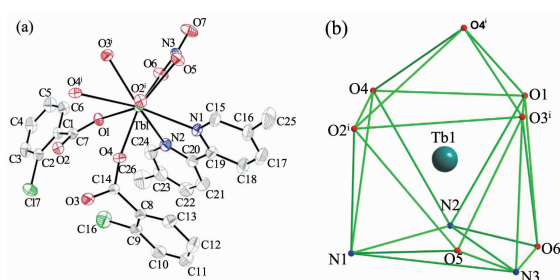 (a)
O7
O3ⁱ
N3
O6
O5
O4ⁱ
O2ⁱ
C5
C6
Tb1
N1
C15
C16
C25
C4
O1
C1
N2
C24
C20
C3
C7
C2
O2
O4
C19
C17
C26
C23
C18
C14
C22
C21
Cl7
O3
C8
C13
C16
C9
C12
C10
C11
(b)
O4ⁱ
O4
O1
O2ⁱ
O3ⁱ
Tb1
N2
N1
O5
O6
N3